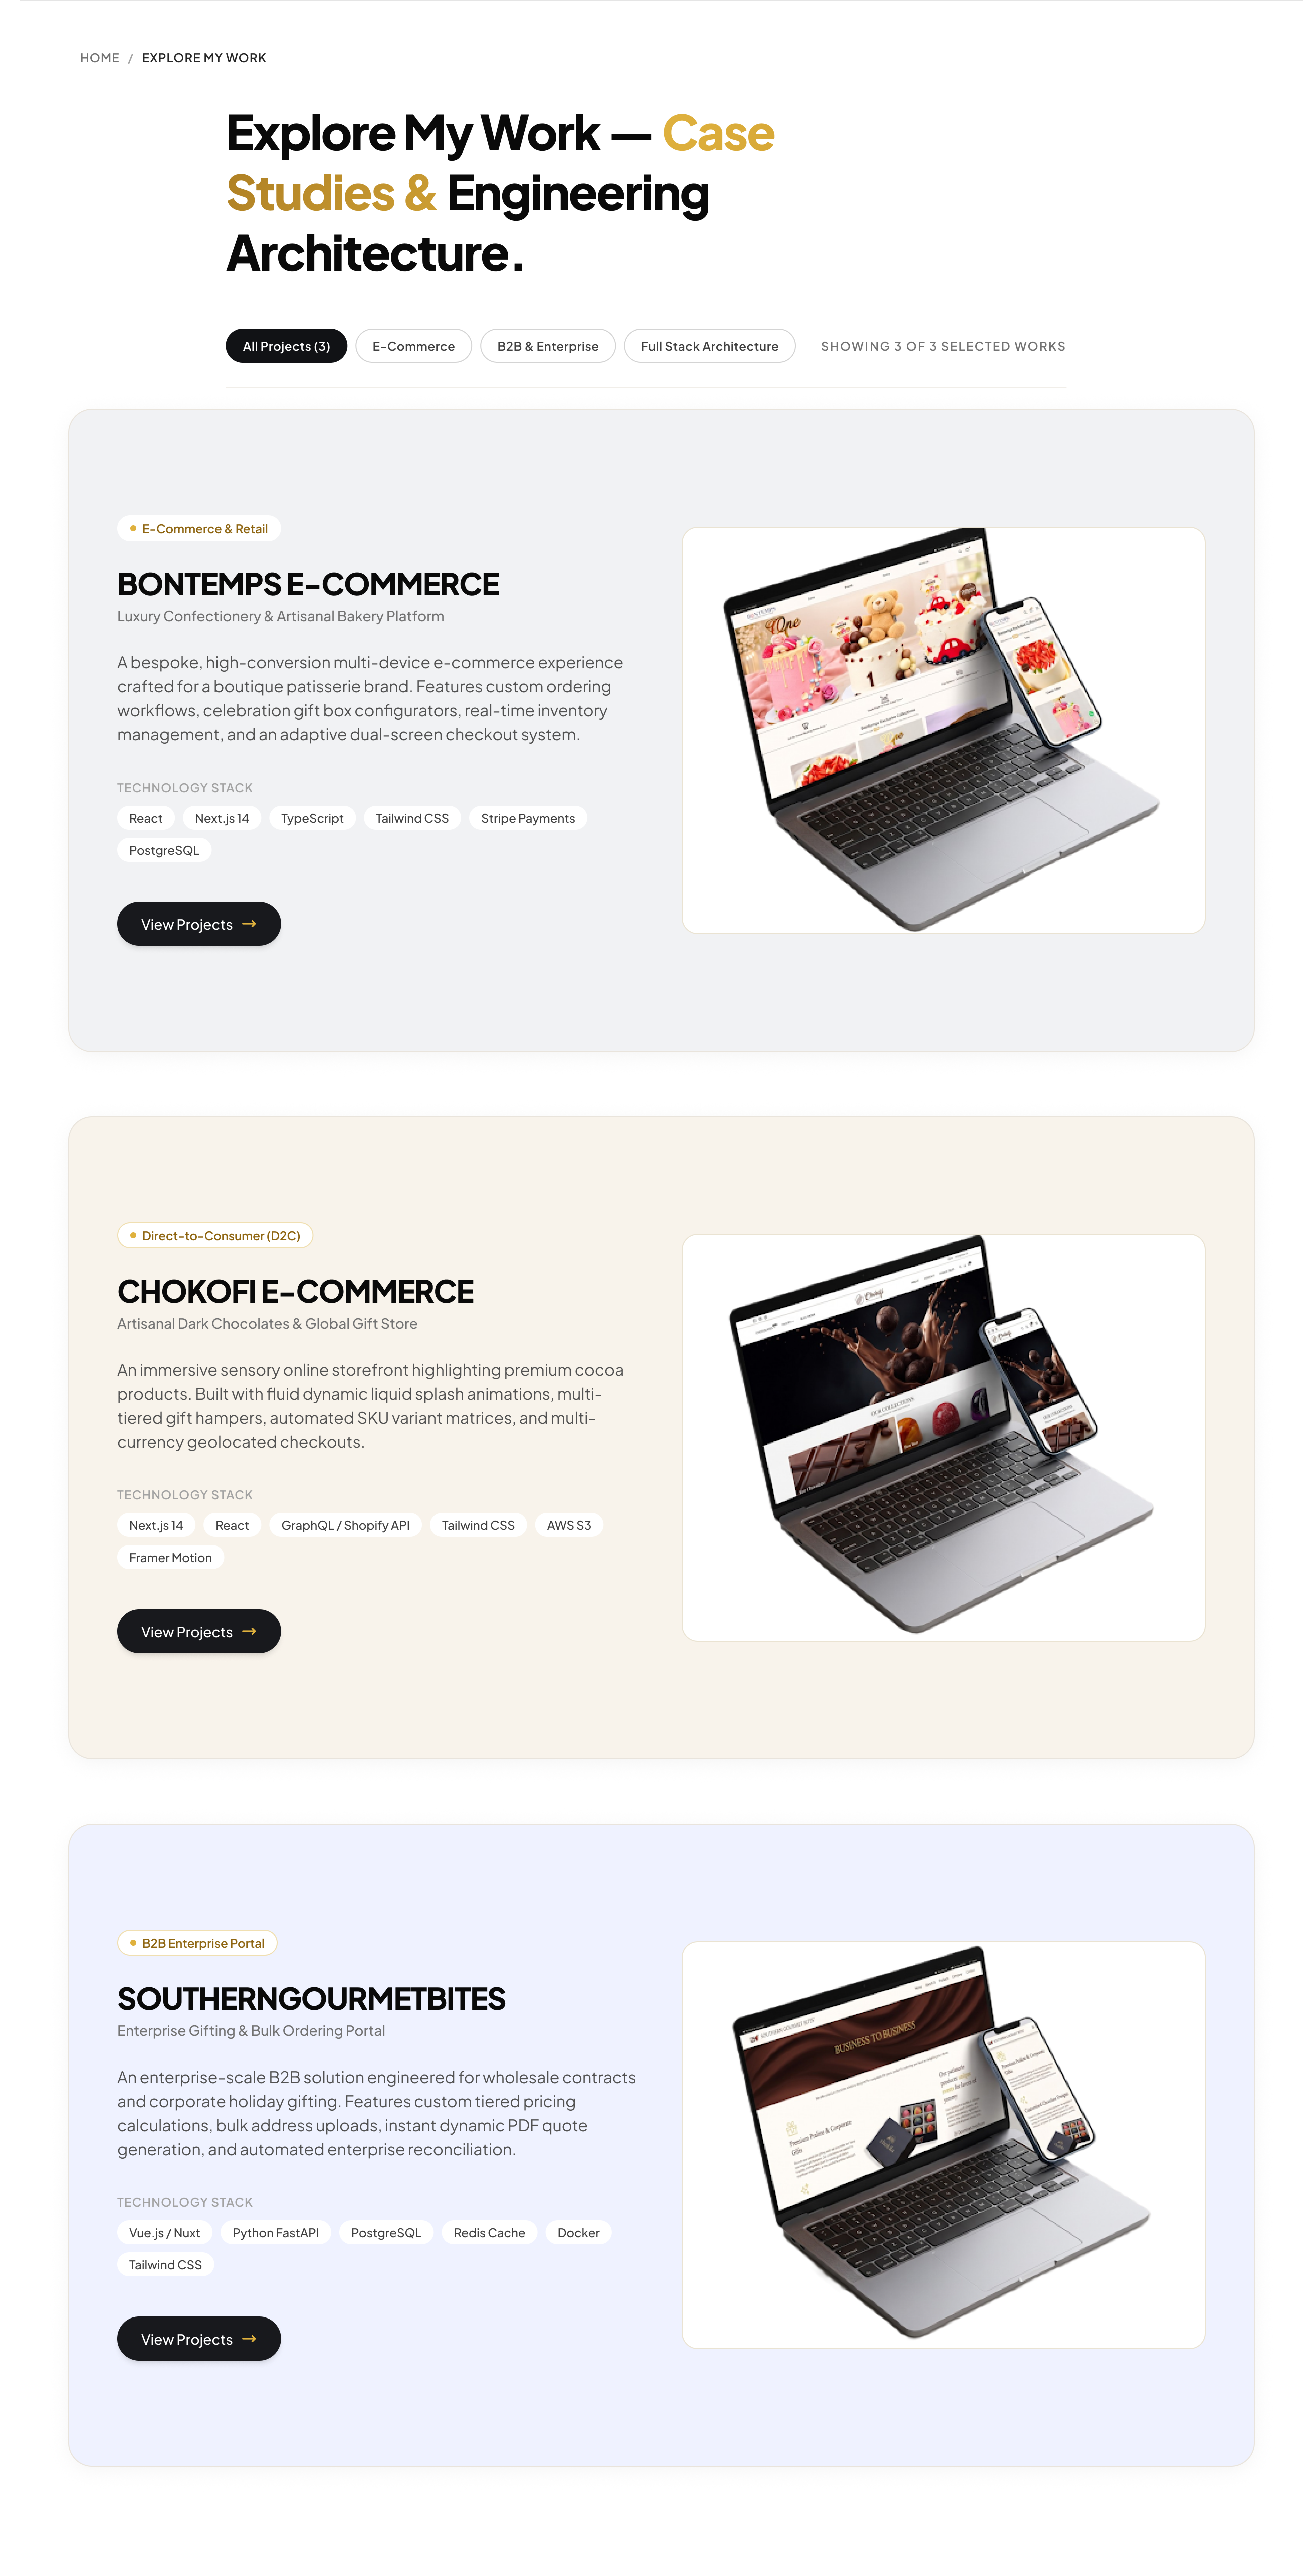 HOME / EXPLORE MY WORK
Explore My Work — Case
Studies & Engineering
Architecture.
All Projects (3) E-Commerce B2B & Enterprise Full Stack Architecture SHOWING 3 OF 3 SELECTED WORKS
E-Commerce & Retail
BONTEMPS E-COMMERCE
Luxury Confectionery & Artisanal Bakery Platform
A bespoke, high-conversion multi-device e-commerce experience
crafted for a boutique patisserie brand. Features custom ordering
workflows, celebration gift box configurators, real-time inventory
management, and an adaptive dual-screen checkout system.
TECHNOLOGY STACK
React Next.js 14 TypeScript Tailwind CSS Stripe Payments
PostgreSQL
View Projects →
Direct-to-Consumer (D2C)
CHOKOFI E-COMMERCE
Artisanal Dark Chocolates & Global Gift Store
An immersive sensory online storefront highlighting premium cocoa
products. Built with fluid dynamic liquid splash animations, multi-
tiered gift hampers, automated SKU variant matrices, and multi-
currency geolocated checkouts.
TECHNOLOGY STACK
Next.js 14 React GraphQL / Shopify API Tailwind CSS AWS S3
Framer Motion
View Projects →
OUR COLLECTIONS
B2B Enterprise Portal
SOUTHERNGOURMETBITES
Enterprise Gifting & Bulk Ordering Portal
An enterprise-scale B2B solution engineered for wholesale contracts
and corporate holiday gifting. Features custom tiered pricing
calculations, bulk address uploads, instant dynamic PDF quote
generation, and automated enterprise reconciliation.
TECHNOLOGY STACK
Vue.js / Nuxt Python FastAPI PostgreSQL Redis Cache Docker
Tailwind CSS
View Projects →
BUSINESS TO BUSINESS
Premium Praline & Corporate
Gifts